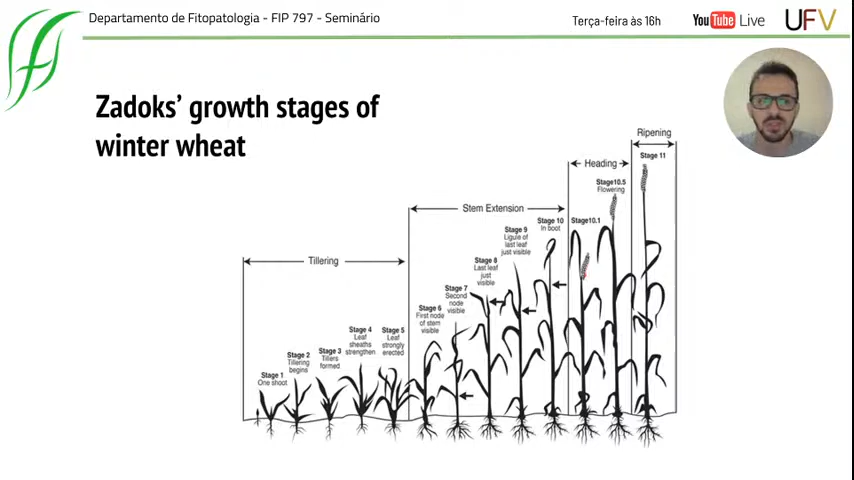 Departamento de Fitopatologia - FIP 797 - Seminário
Terça-feira às 16h
YouTube Live
UFV
Zadoks’ growth stages of
winter wheat
Ripening
Stage 11
Heading
Stage10.5
Flowering
Stem Extension
Stage 10
In boot
Stage10.1
Stage 9
Ligule of
last leaf
just visible
Tillering
Stage 8
Last leaf
just
visible
Stage 7
Second
node
visible
Stage 6
First node
of stem
visible
Stage 5
Leaf
strongly
erected
Stage 4
Leaf
sheaths
strengthen
Stage 3
Tillers
formed
Stage 2
Tillering
begins
Stage 1
One shoot